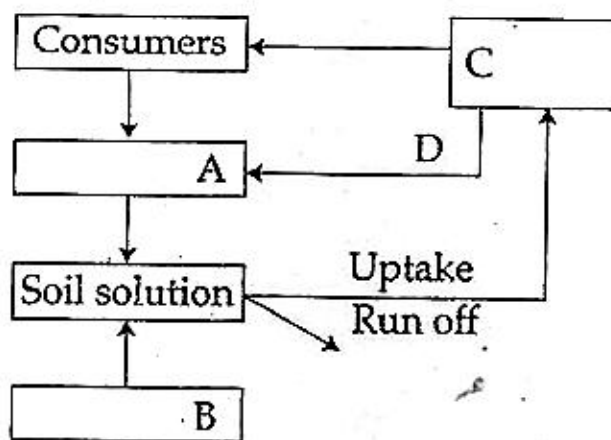 Consumers
C
A
D
Soil solution
Uptake
Run off
B